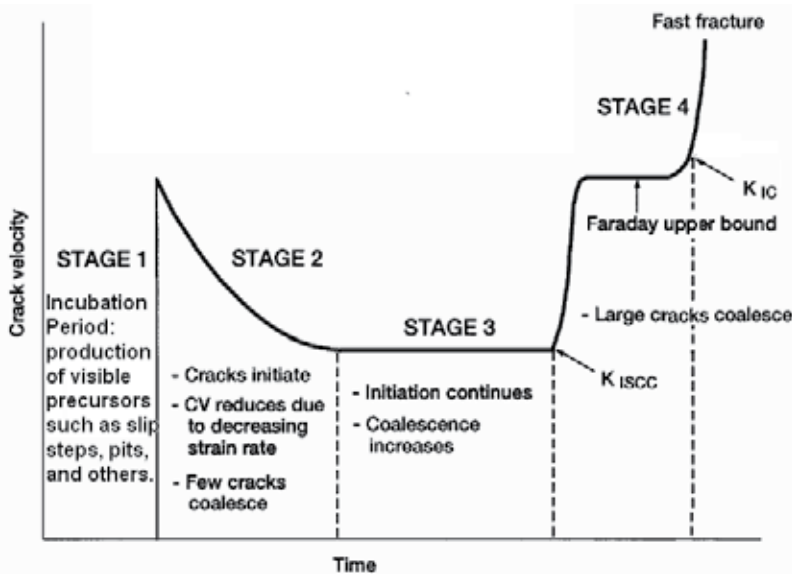 Fast fracture
STAGE 4
K IC
Faraday upper bound
Crack velocity
STAGE 1
Incubation
Period:
production
of visible
precursors
such as slip
steps, pits,
and others.
STAGE 2
- Cracks initiate
- CV reduces due
to decreasing
strain rate
- Few cracks
coalesce
STAGE 3
- Initiation continues
- Coalescence
increases
- Large cracks coalesce
K ISCC
Time